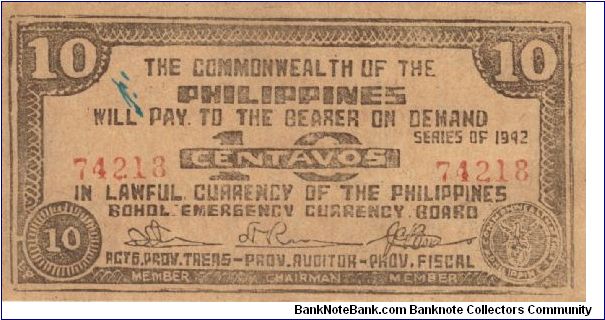 10 10
THE COMMONWEALTH OF THE
PHILIPPINES
WILL PAY TO THE BEARER ON DEMAND
SERIES OF 1942
10
CENTAVOS
74218 74218
IN LAWFUL CURRENCY OF THE PHILIPPINES
BOHOL EMERGENCY CURRENCY BOARD
10
ACTG. PROV. TREAS - PROV. AUDITOR - PROV. FISCAL
MEMBER CHAIRMAN MEMBER
BankNoteBank.com Banknote Collectors Community